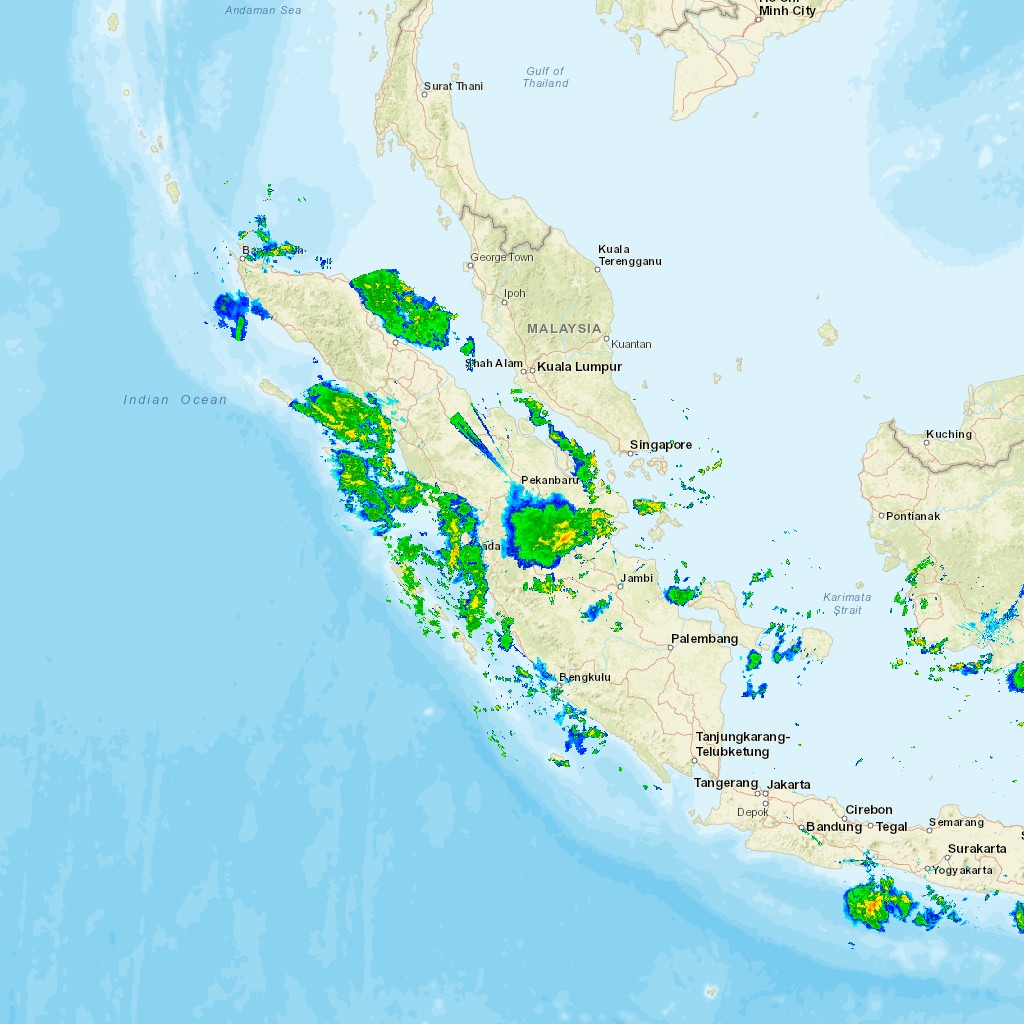 Andaman Sea
Minh City
Gulf of
Thailand
Surat Thani
George Town
Kuala
Terengganu
Ipoh
MALAYSIA
Kuantan
Shah Alam
Kuala Lumpur
Indian Ocean
Singapore
Kuching
Pekanbaru
Pontianak
Jambi
Karimata
Strait
Palembang
Bengkulu
Tanjungkarang-
Telubketung
Tangerang
Jakarta
Depok
Cirebon
Bandung
Tegal
Semarang
Surakarta
Yogyakarta